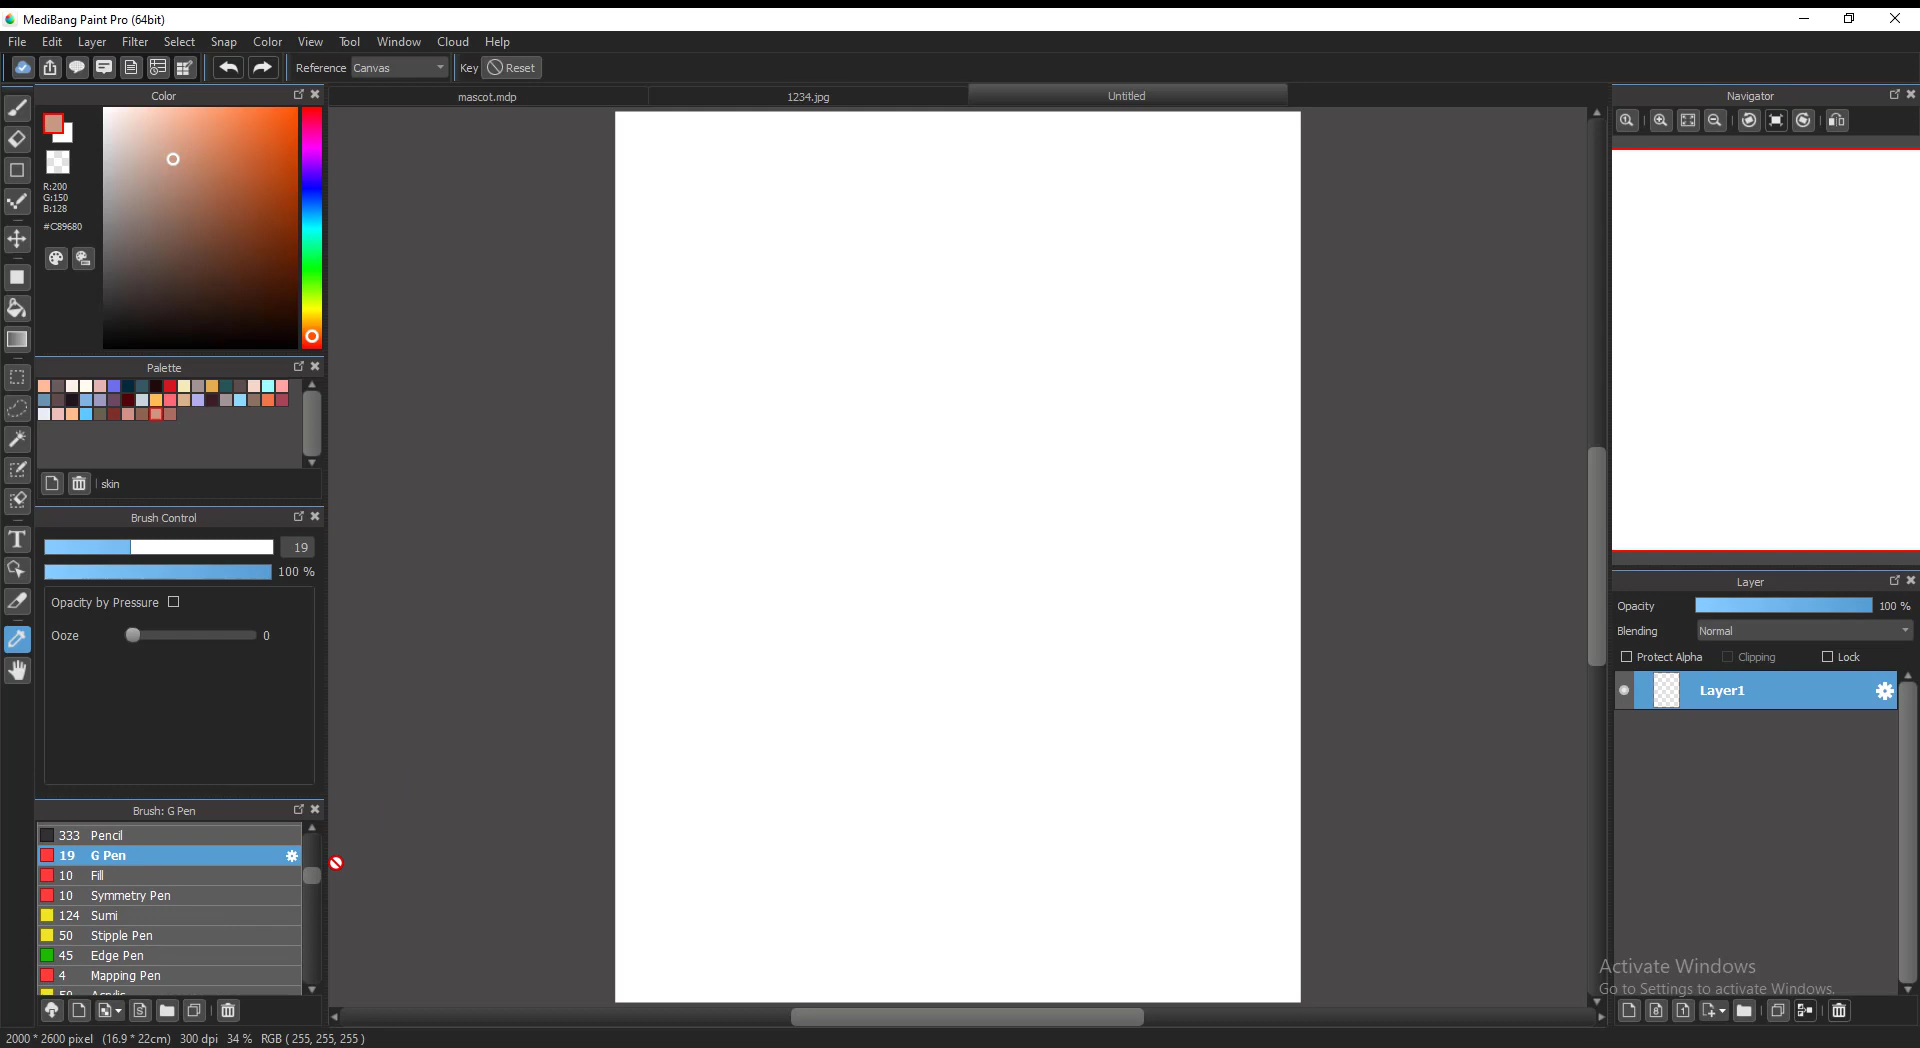 MediBang Paint Pro (64bit)
File Edit Layer Filter Select Snap Color View Tool Window Cloud Help
Reference Canvas Key Reset
Color
mascot.mdp
1234.jpg
Untitled
Navigator
R:200
G:150
B:128
#C89680
Palette
skin
Brush Control
19
100 %
Opacity by Pressure
Ooze 0
Brush: G Pen
333 Pencil
19 G Pen
10 Fill
10 Symmetry Pen
124 Sumi
50 Stipple Pen
45 Edge Pen
4 Mapping Pen
Layer
Opacity 100 %
Blending Normal
Protect Alpha Clipping Lock
Layer1
Activate Windows
Go to Settings to activate Windows.
2000 * 2600 pixel (16.9 * 22cm) 300 dpi 34 % RGB ( 255, 255, 255 )